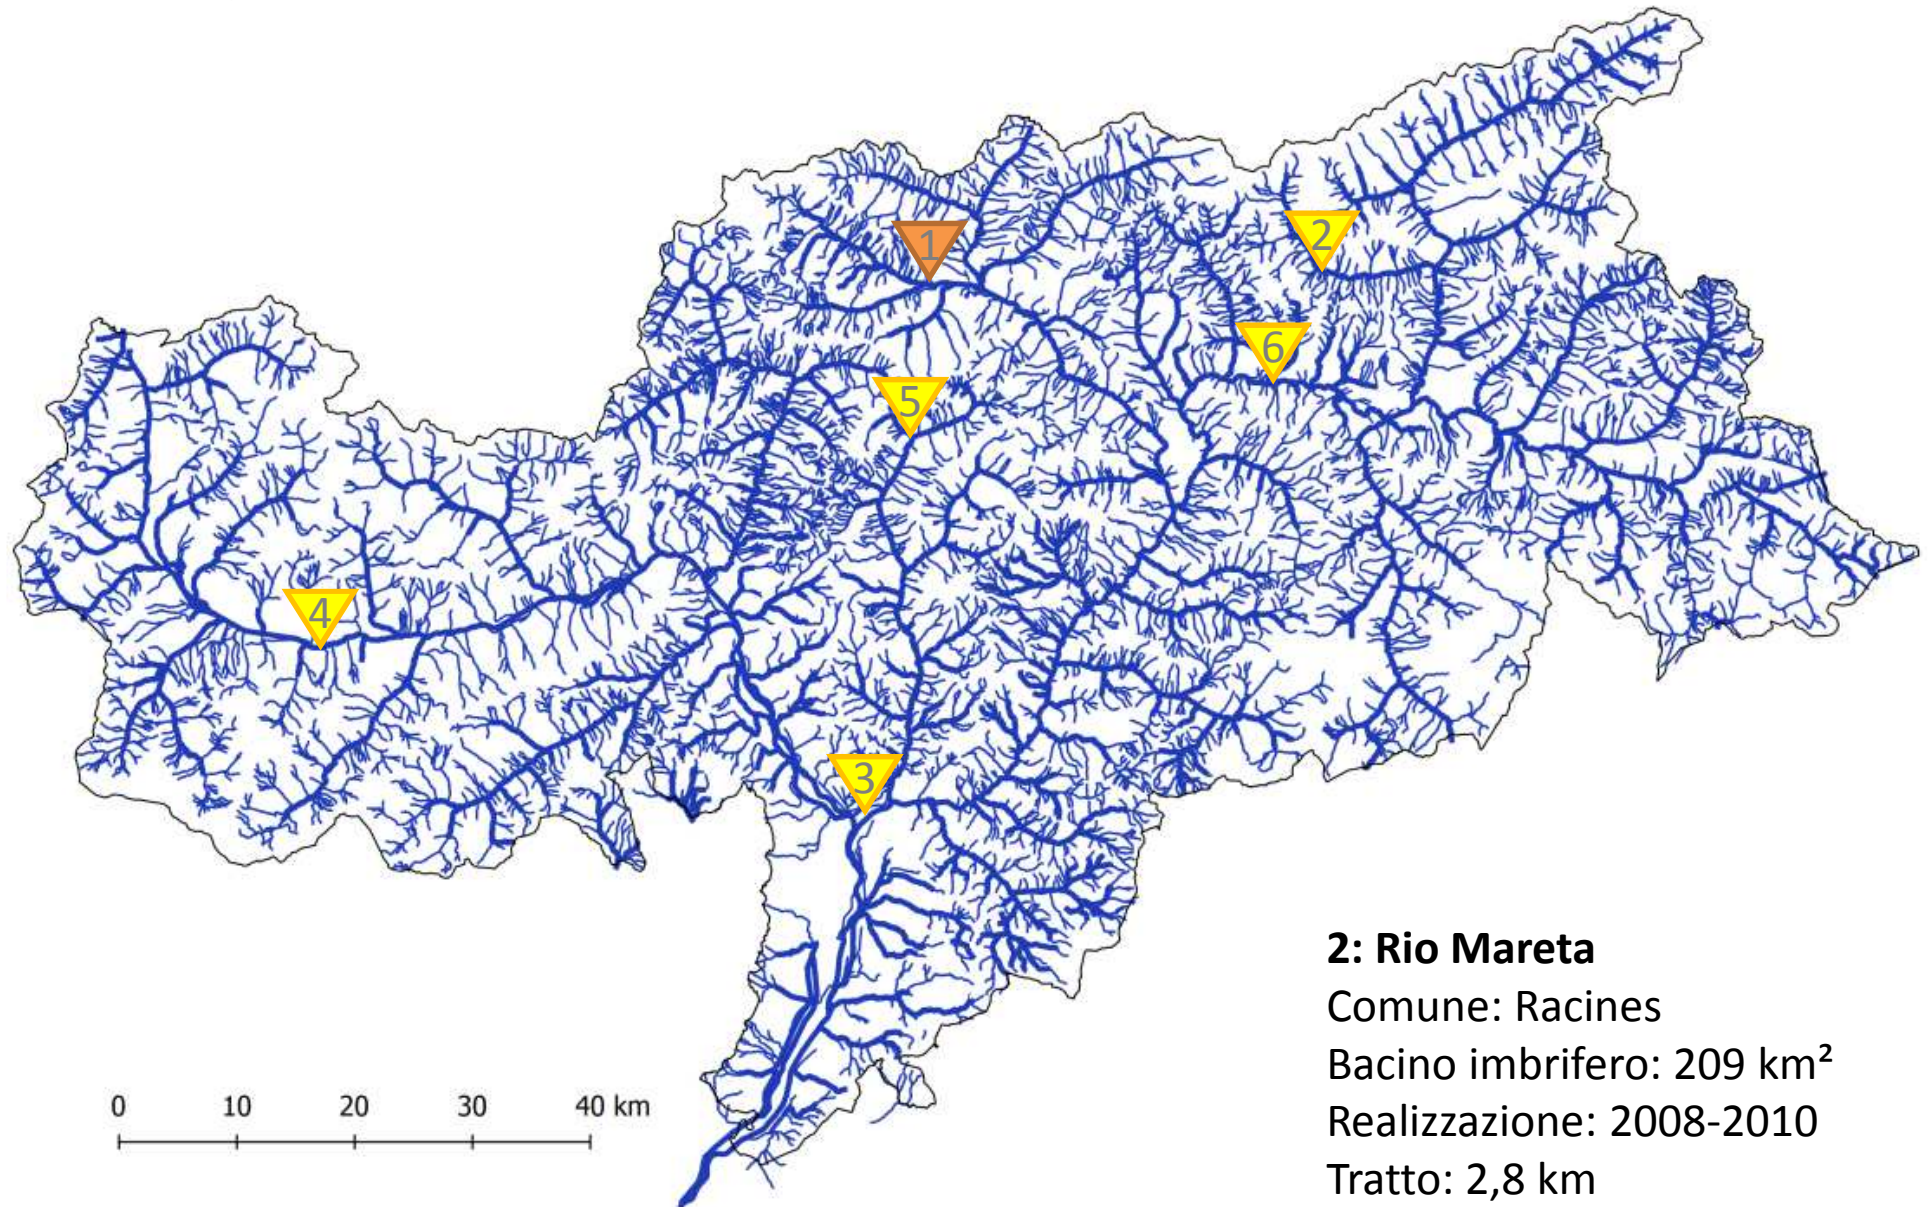 1
2
6
5
4
3
2: Rio Mareta
Comune: Racines
Bacino imbrifero: 209 km²
Realizzazione: 2008-2010
Tratto: 2,8 km
0 10 20 30 40 km